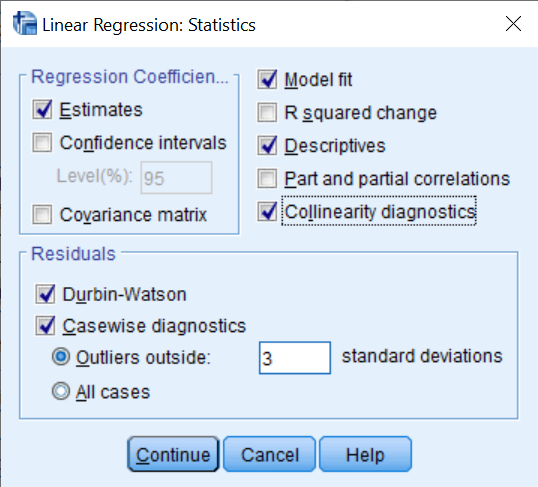 Linear Regression: Statistics
Regression Coefficien...
Estimates
Confidence intervals
Level(%): 95
Covariance matrix
Model fit
R squared change
Descriptives
Part and partial correlations
Collinearity diagnostics
Residuals
Durbin-Watson
Casewise diagnostics
Outliers outside: 3 standard deviations
All cases
Continue Cancel Help